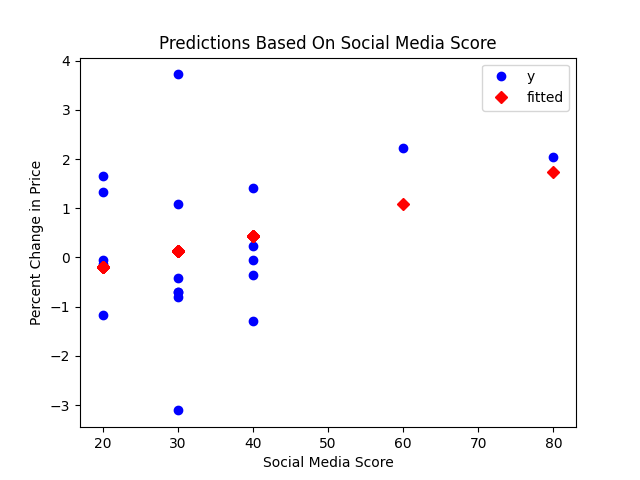 Predictions Based On Social Media Score
y
fitted
4
3
2
1
0
−1
−2
−3
Percent Change in Price
20 30 40 50 60 70 80
Social Media Score